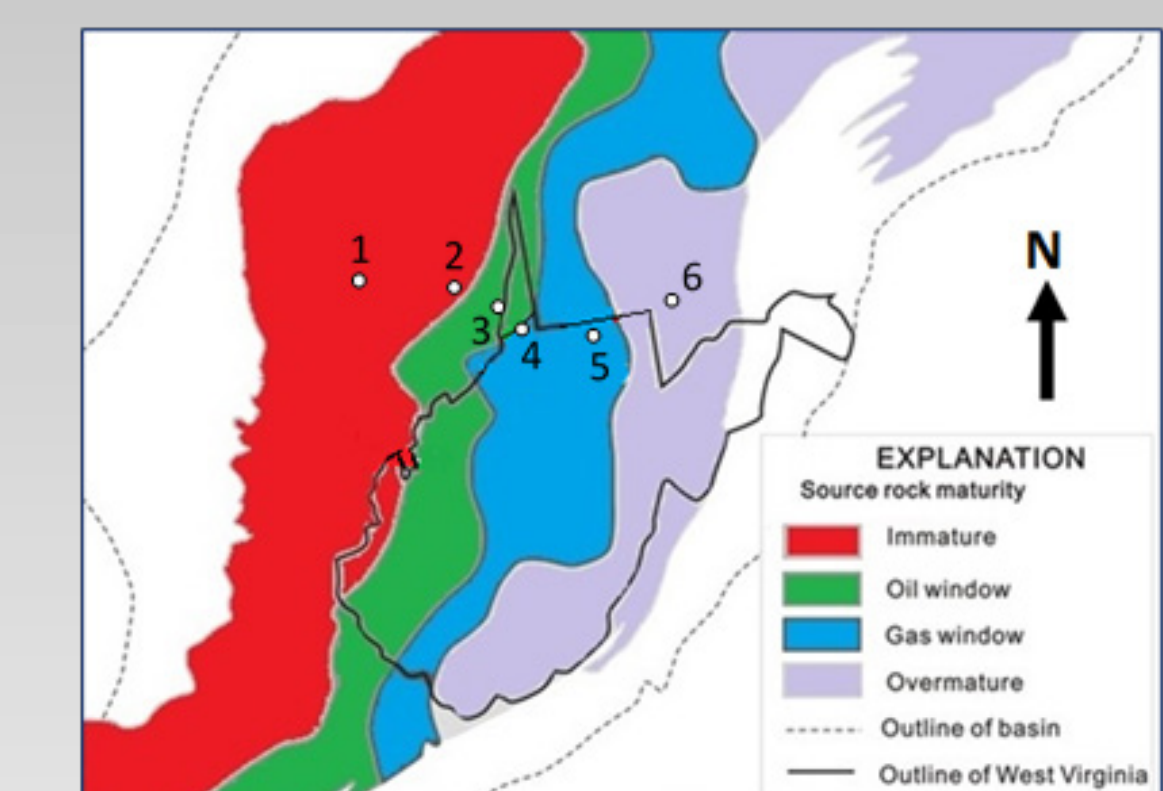 N
1
2
3
4
5
6
EXPLANATION
Source rock maturity
Immature
Oil window
Gas window
Overmature
Outline of basin
Outline of West Virginia